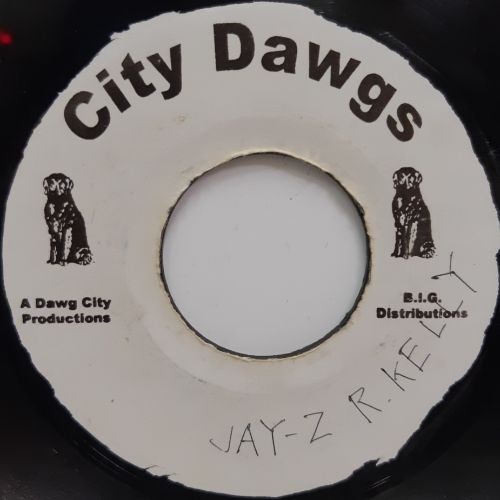 City Dawgs
A Dawg City
Productions
B.I.G.
Distributions
JAY-Z R. KELLY